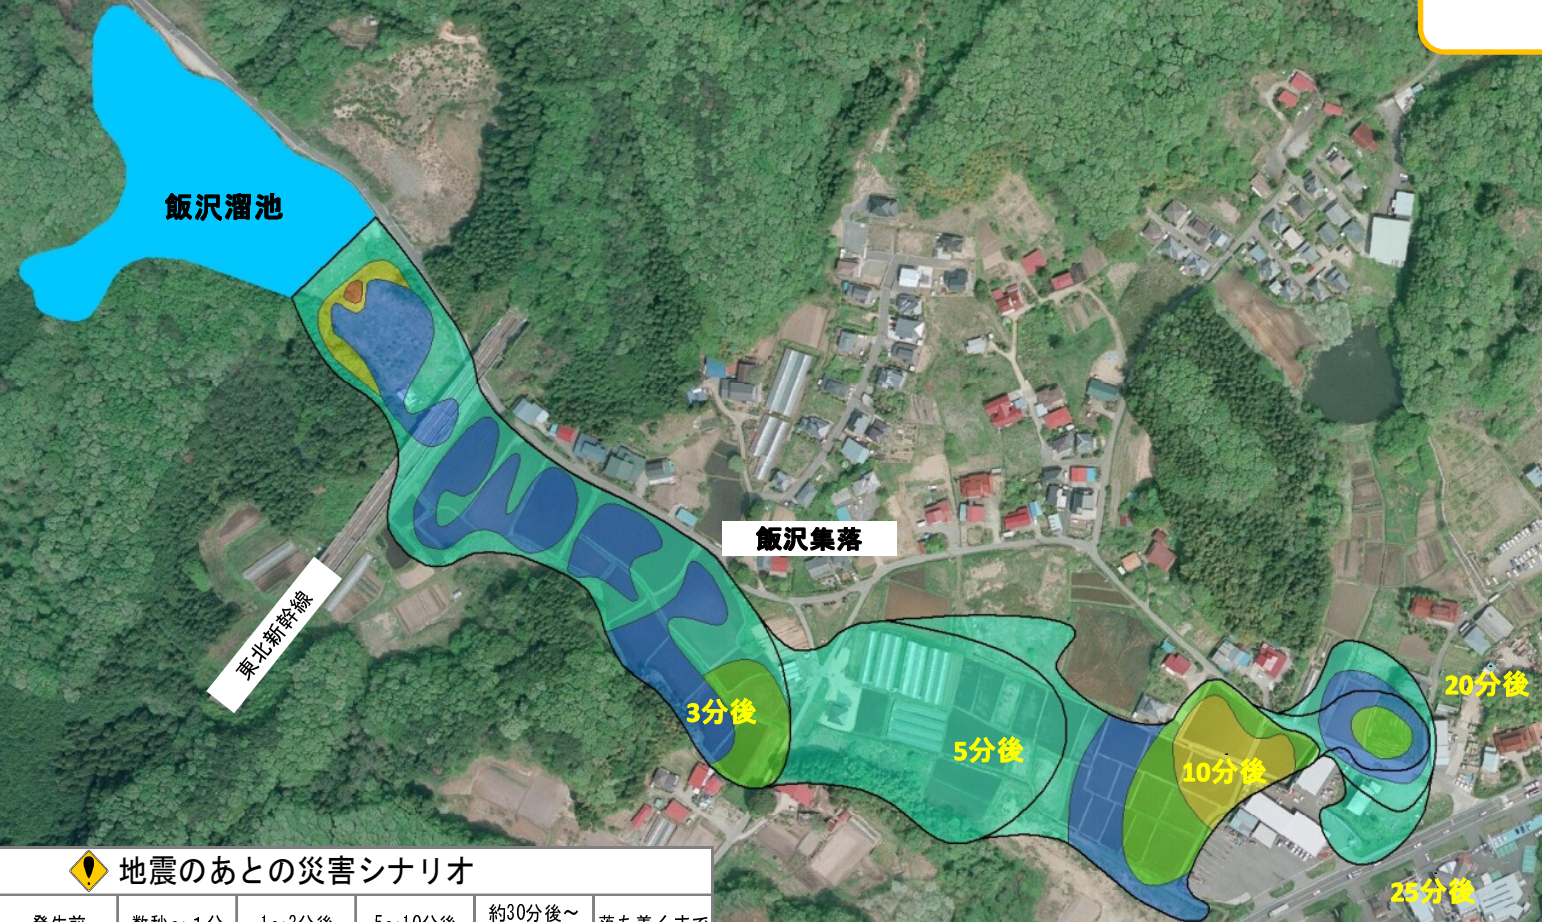 飯沢溜池
飯沢集落
東北新幹線
3分後
5分後
10分後
20分後
25分後
地震のあとの災害シナリオ
約30分後～